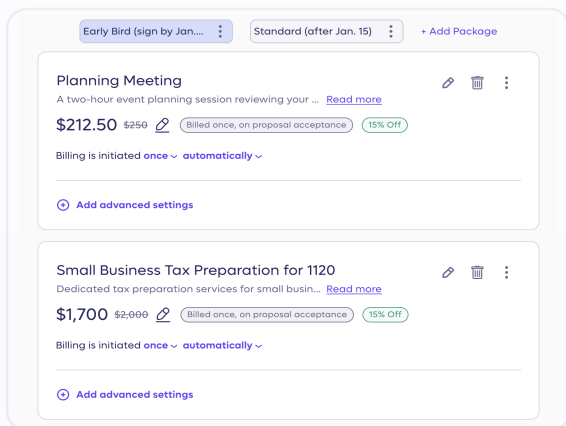 Early Bird (sign by Jan.... Standard (after Jan. 15) + Add Package
Planning Meeting
A two-hour event planning session reviewing your ... Read more
$212.50 $250 Billed once, on proposal acceptance 15% Off
Billing is initiated once automatically
Add advanced settings
Small Business Tax Preparation for 1120
Dedicated tax preparation services for small busin... Read more
$1,700 $2,000 Billed once, on proposal acceptance 15% Off
Billing is initiated once automatically
Add advanced settings